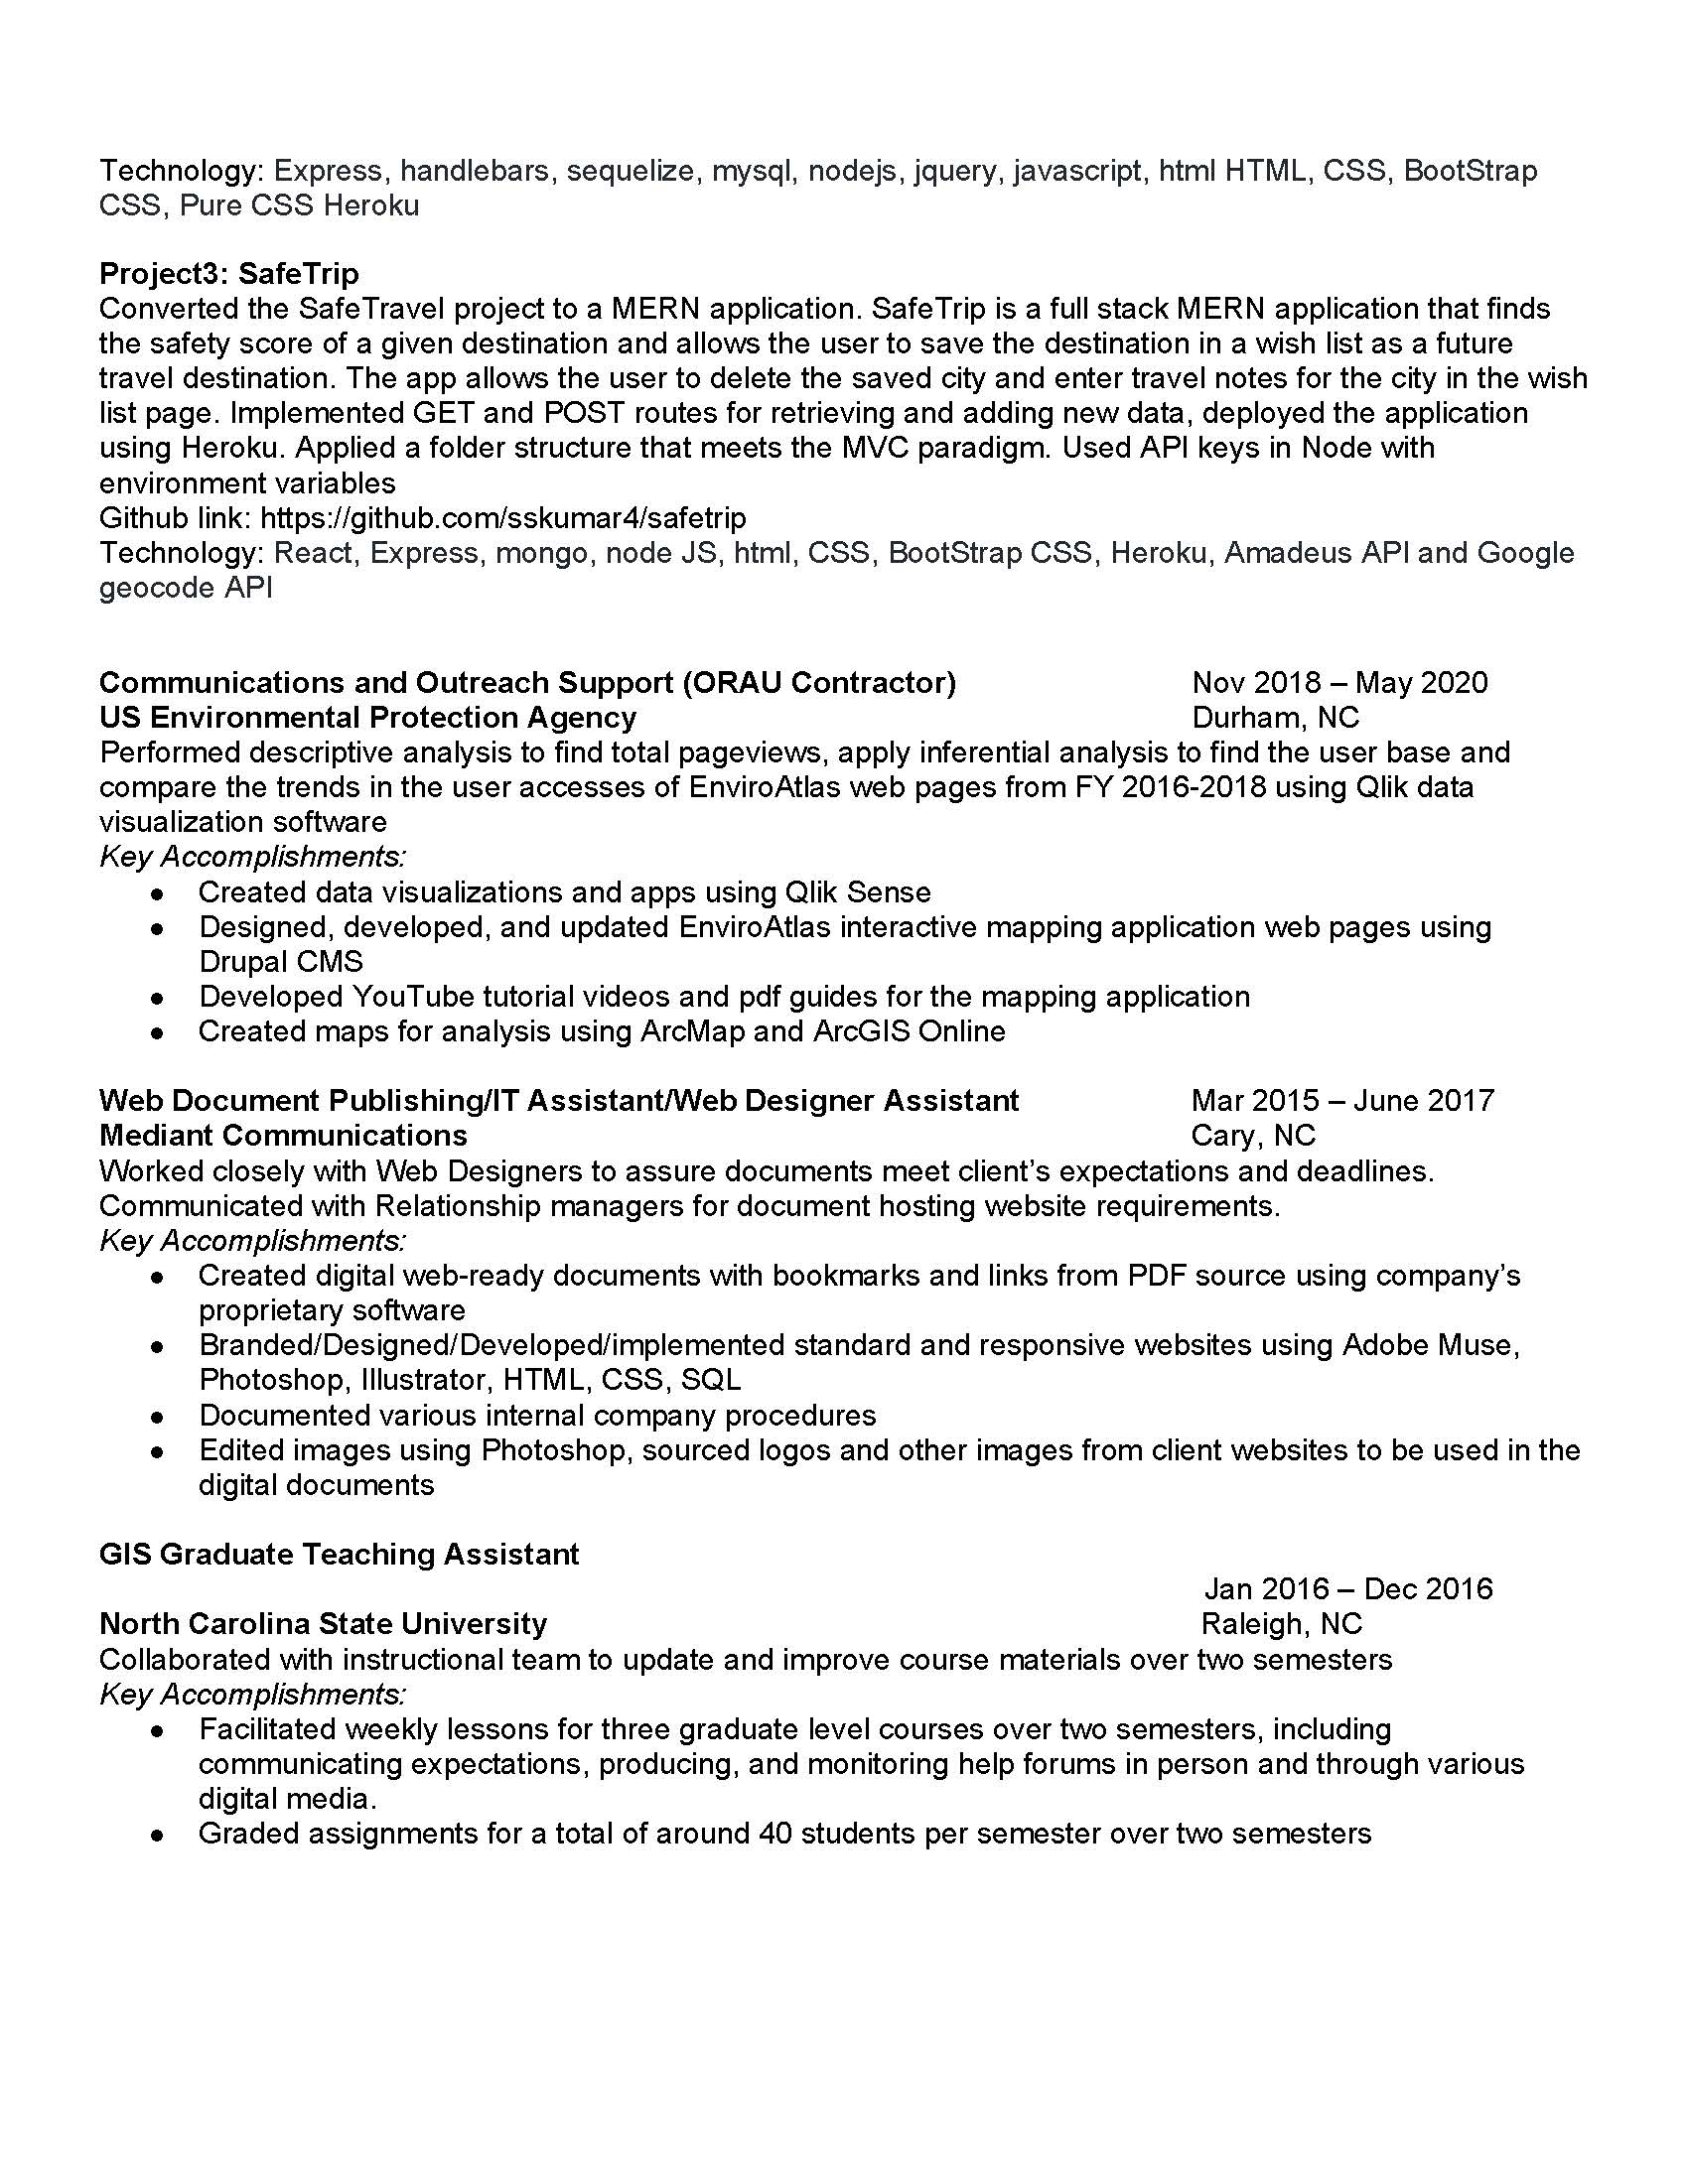 Technology: Express, handlebars, sequelize, mysql, nodejs, jquery, javascript, html HTML, CSS, BootStrap
CSS, Pure CSS Heroku
Project3: SafeTrip
Converted the SafeTravel project to a MERN application. SafeTrip is a full stack MERN application that finds
the safety score of a given destination and allows the user to save the destination in a wish list as a future
travel destination. The app allows the user to delete the saved city and enter travel notes for the city in the wish
list page. Implemented GET and POST routes for retrieving and adding new data, deployed the application
using Heroku. Applied a folder structure that meets the MVC paradigm. Used API keys in Node with
environment variables
Github link: https://github.com/sskumar4/safetrip
Technology: React, Express, mongo, node JS, html, CSS, BootStrap CSS, Heroku, Amadeus API and Google
geocode API
Communications and Outreach Support (ORAU Contractor) Nov 2018 – May 2020
US Environmental Protection Agency Durham, NC
Performed descriptive analysis to find total pageviews, apply inferential analysis to find the user base and
compare the trends in the user accesses of EnviroAtlas web pages from FY 2016-2018 using Qlik data
visualization software
Key Accomplishments:
• Created data visualizations and apps using Qlik Sense
• Designed, developed, and updated EnviroAtlas interactive mapping application web pages using
Drupal CMS
• Developed YouTube tutorial videos and pdf guides for the mapping application
• Created maps for analysis using ArcMap and ArcGIS Online
Web Document Publishing/IT Assistant/Web Designer Assistant Mar 2015 – June 2017
Mediant Communications Cary, NC
Worked closely with Web Designers to assure documents meet client’s expectations and deadlines.
Communicated with Relationship managers for document hosting website requirements.
Key Accomplishments:
• Created digital web-ready documents with bookmarks and links from PDF source using company’s
proprietary software
• Branded/Designed/Developed/implemented standard and responsive websites using Adobe Muse,
Photoshop, Illustrator, HTML, CSS, SQL
• Documented various internal company procedures
• Edited images using Photoshop, sourced logos and other images from client websites to be used in the
digital documents
GIS Graduate Teaching Assistant
Jan 2016 – Dec 2016
North Carolina State University Raleigh, NC
Collaborated with instructional team to update and improve course materials over two semesters
Key Accomplishments:
• Facilitated weekly lessons for three graduate level courses over two semesters, including
communicating expectations, producing, and monitoring help forums in person and through various
digital media.
• Graded assignments for a total of around 40 students per semester over two semesters